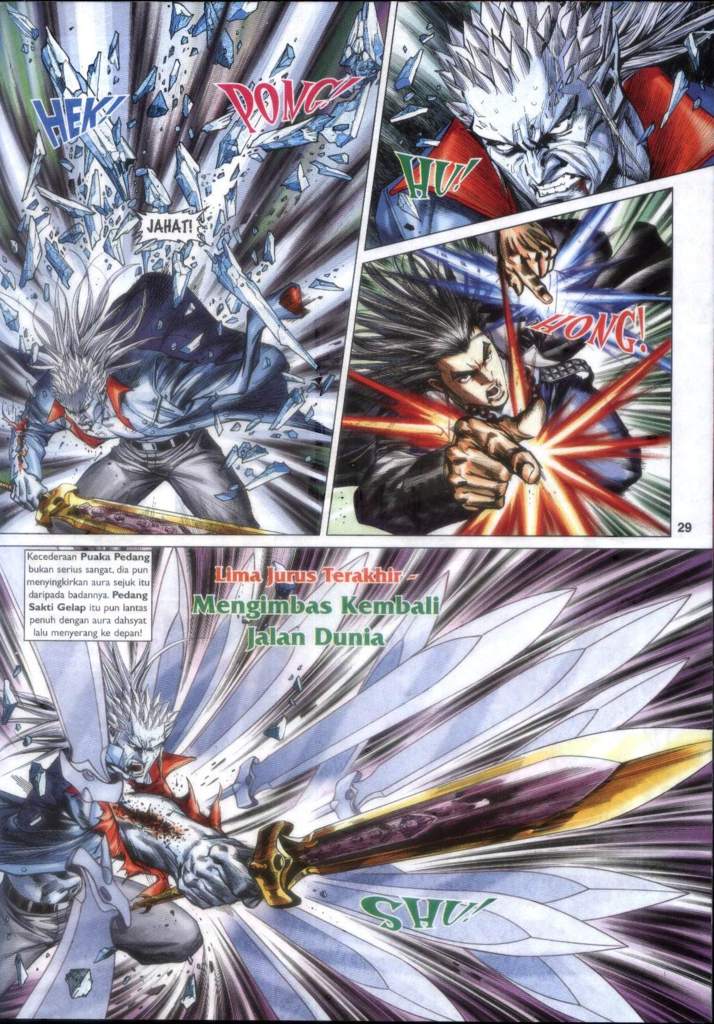 HEK!
PONG!
JAHAT!
HU!
HONG!
29
Kecederaan Puaka Pedang
bukan serius sangat, dia pun
menyingkirkan aura sejuk itu
daripada badannya. Pedang
Sakti Gelap itu pun lantas
penuh dengan aura dahsyat
lalu menyerang ke depan!
Lima Jurus Terakhir -
Mengimbas Kembali
Jalan Dunia
SHU!